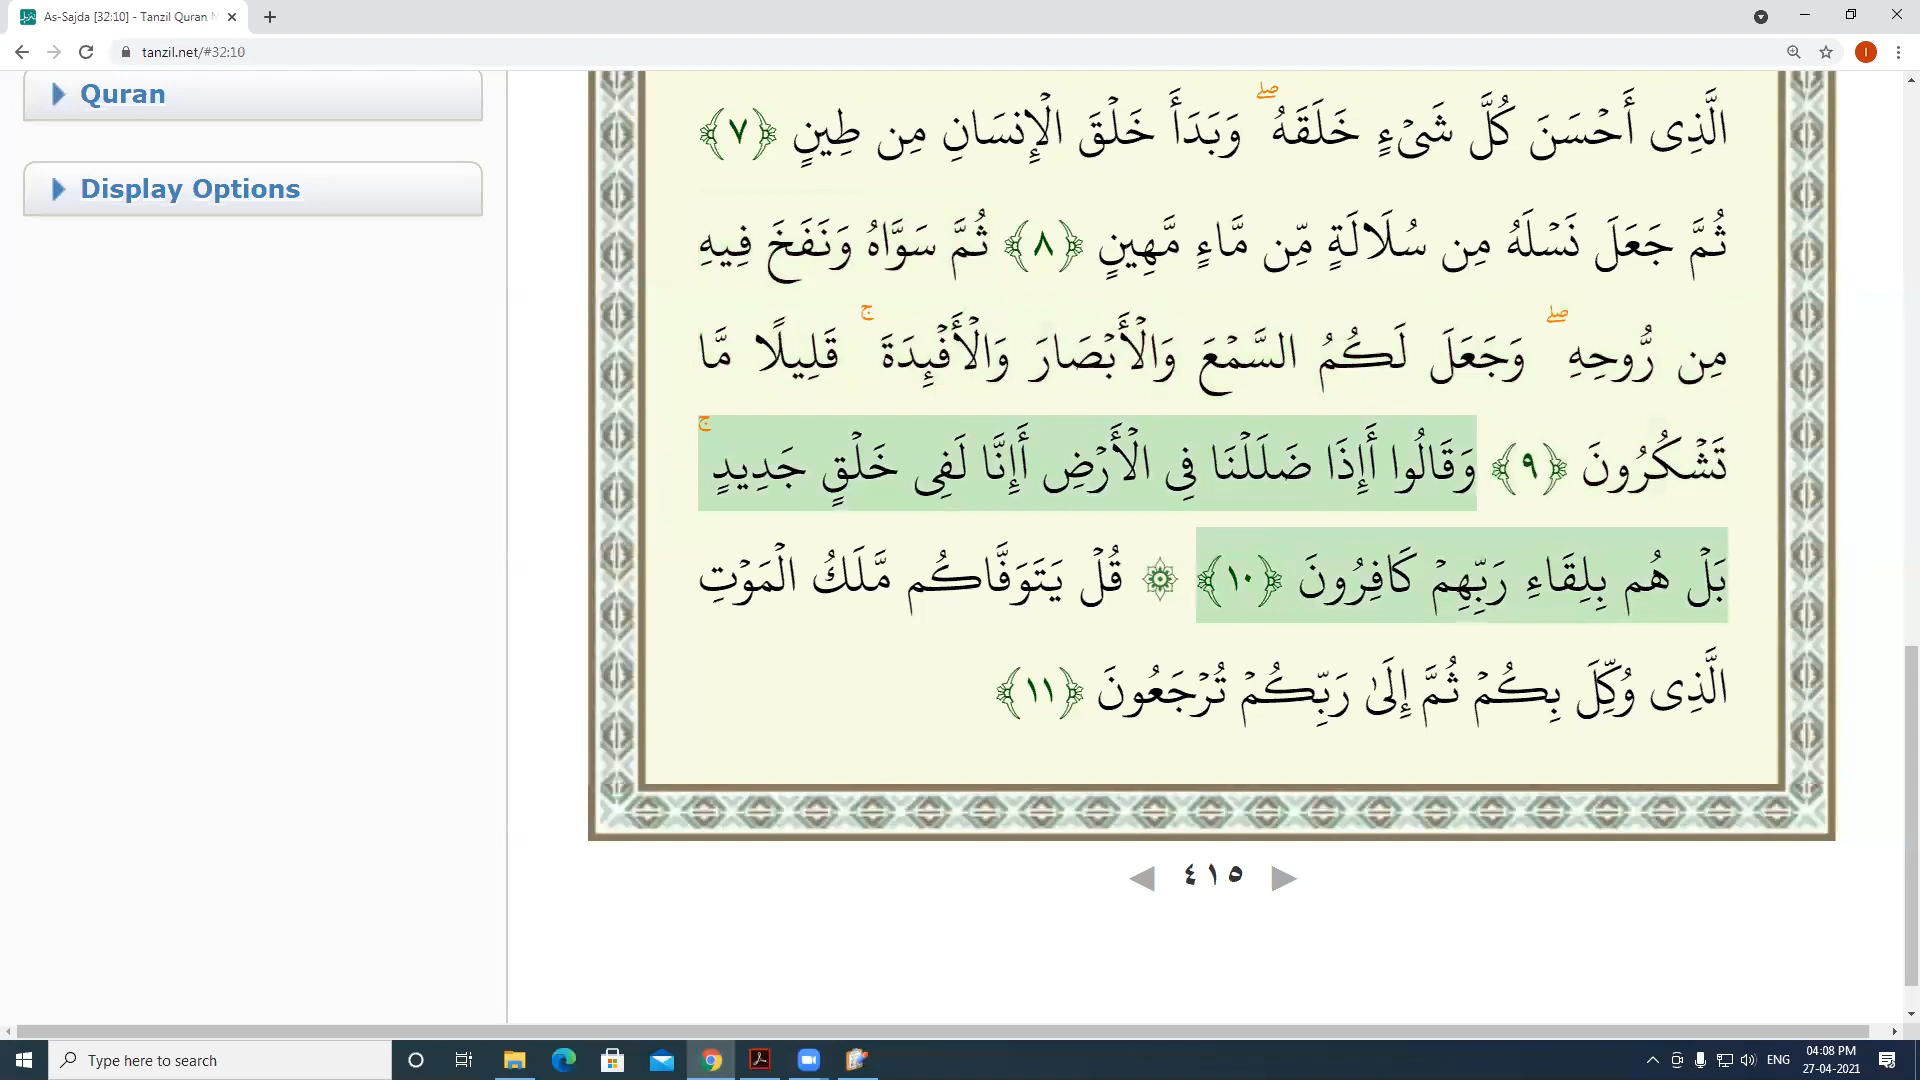 As-Sajda [32:10] - Tanzil Quran
tanzil.net/#32:10
Quran
Display Options
الَّذِي أَحْسَنَ كُلَّ شَيْءٍ خَلَقَهُ ۖ وَبَدَأَ خَلْقَ الْإِنسَانِ مِن طِينٍ ﴿٧﴾
ثُمَّ جَعَلَ نَسْلَهُ مِن سُلَالَةٍ مِّن مَّاءٍ مَّهِينٍ ﴿٨﴾ ثُمَّ سَوَّاهُ وَنَفَخَ فِيهِ
مِن رُّوحِهِ ۖ وَجَعَلَ لَكُمُ السَّمْعَ وَالْأَبْصَارَ وَالْأَفْئِدَةَ ۚ قَلِيلًا مَّا
تَشْكُرُونَ ﴿٩﴾ وَقَالُوا أَإِذَا ضَلَلْنَا فِي الْأَرْضِ أَإِنَّا لَفِي خَلْقٍ جَدِيدٍ ۚ
بَلْ هُم بِلِقَاءِ رَبِّهِمْ كَافِرُونَ ﴿١٠﴾ ۞ قُلْ يَتَوَفَّاكُم مَّلَكُ الْمَوْتِ
الَّذِي وُكِّلَ بِكُمْ ثُمَّ إِلَىٰ رَبِّكُمْ تُرْجَعُونَ ﴿١١﴾
٤١٥
Type here to search
ENG
04:08 PM
27-04-2021